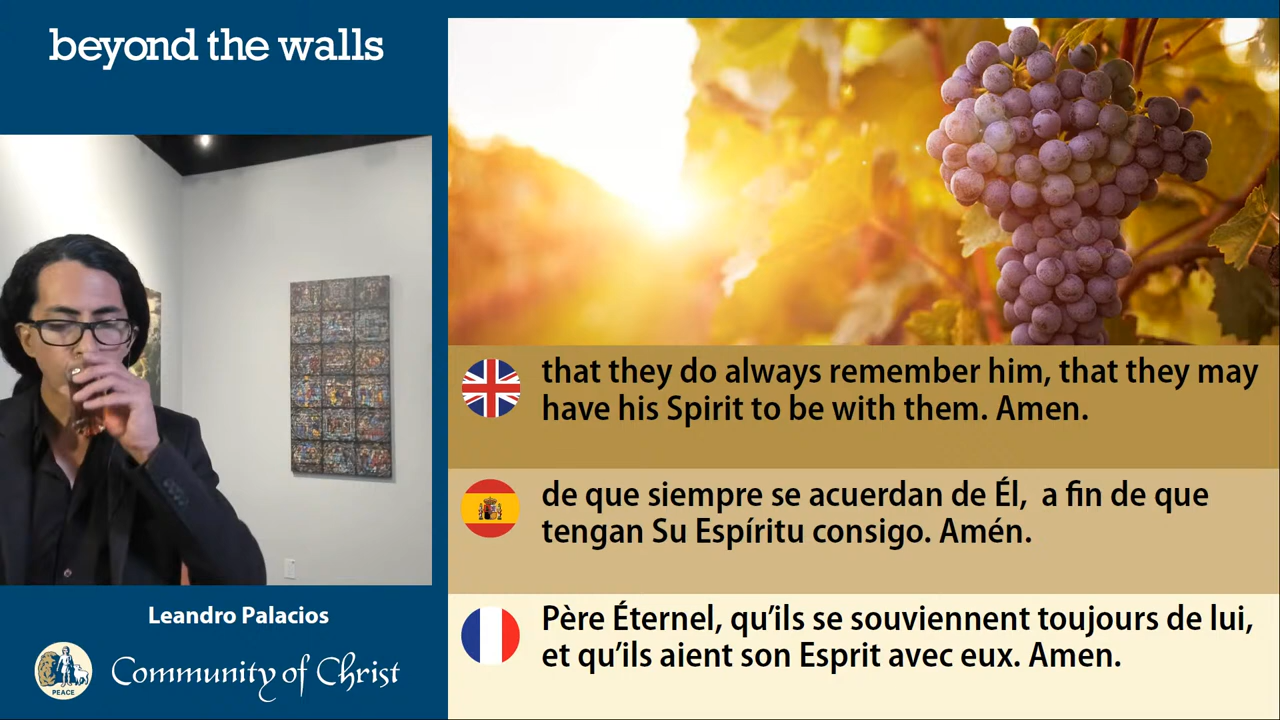 beyond the walls
that they do always remember him, that they may
have his Spirit to be with them. Amen.
de que siempre se acuerdan de Él,  a fin de que
tengan Su Espíritu consigo. Amén.
Père Éternel, qu’ils se souviennent toujours de lui,
et qu’ils aient son Esprit avec eux. Amen.
Leandro Palacios
PEACE
Community of Christ